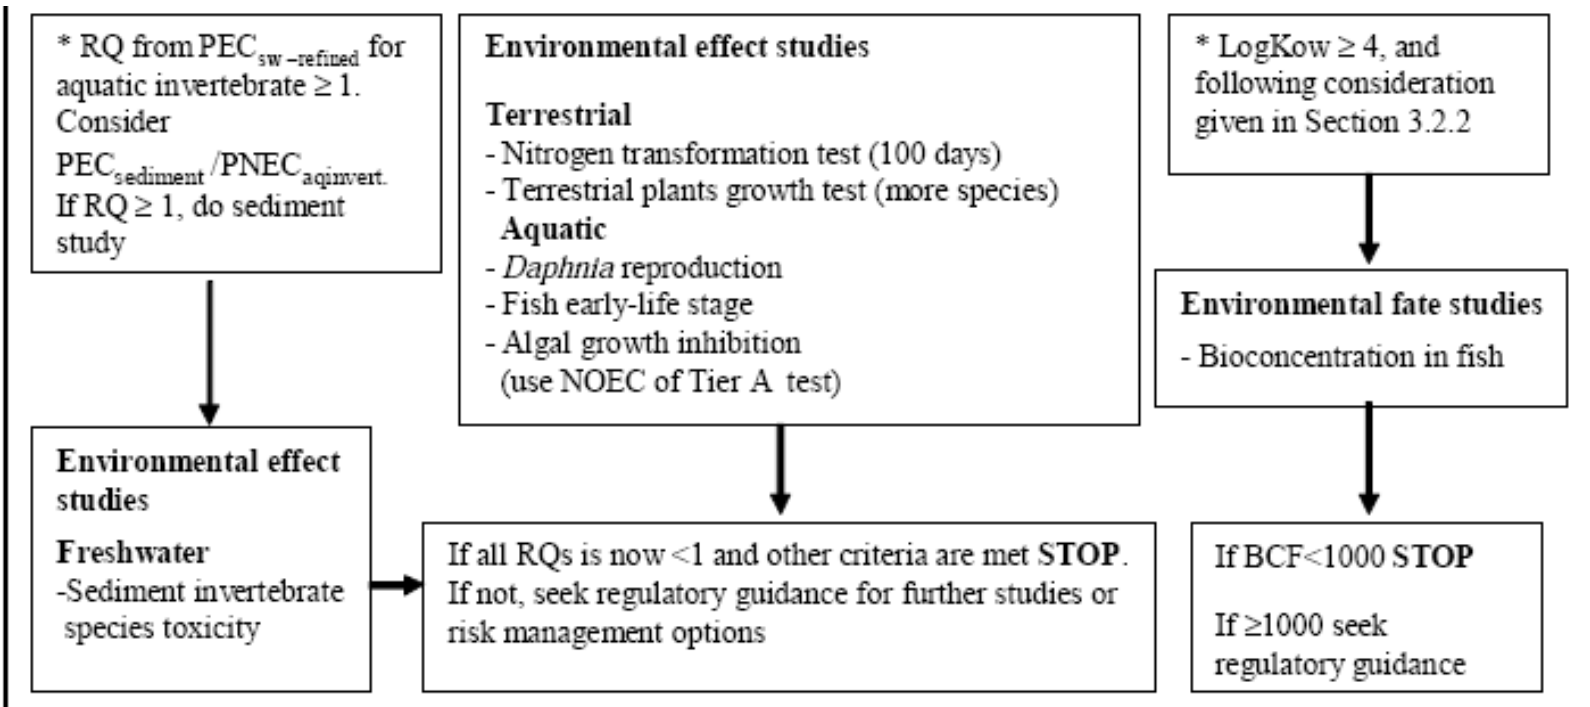 * RQ from PECsw–refined for
aquatic invertebrate ≥ 1.
Consider
PECsediment /PNECaqinvert.
If RQ ≥ 1, do sediment
study
Environmental effect studies
Terrestrial
- Nitrogen transformation test (100 days)
- Terrestrial plants growth test (more species)
Aquatic
- Daphnia reproduction
- Fish early-life stage
- Algal growth inhibition
(use NOEC of Tier A test)
* LogKow ≥ 4, and
following consideration
given in Section 3.2.2
Environmental fate studies
- Bioconcentration in fish
Environmental effect
studies
Freshwater
-Sediment invertebrate
species toxicity
If all RQs is now <1 and other criteria are met STOP.
If not, seek regulatory guidance for further studies or
risk management options
If BCF<1000 STOP
If ≥1000 seek
regulatory guidance